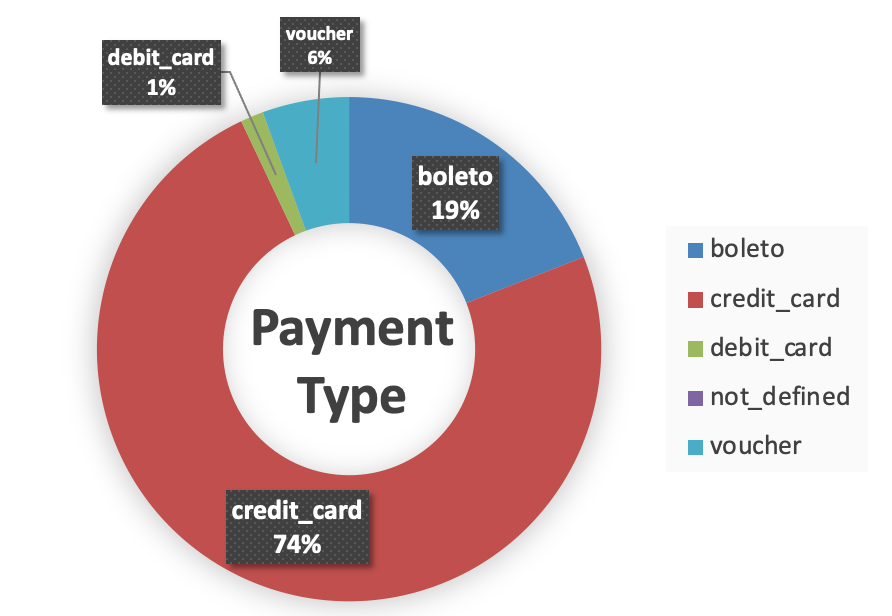 voucher
6%
debit_card
1%
boleto
19%
Payment
Type
credit_card
74%
boleto
credit_card
debit_card
not_defined
voucher